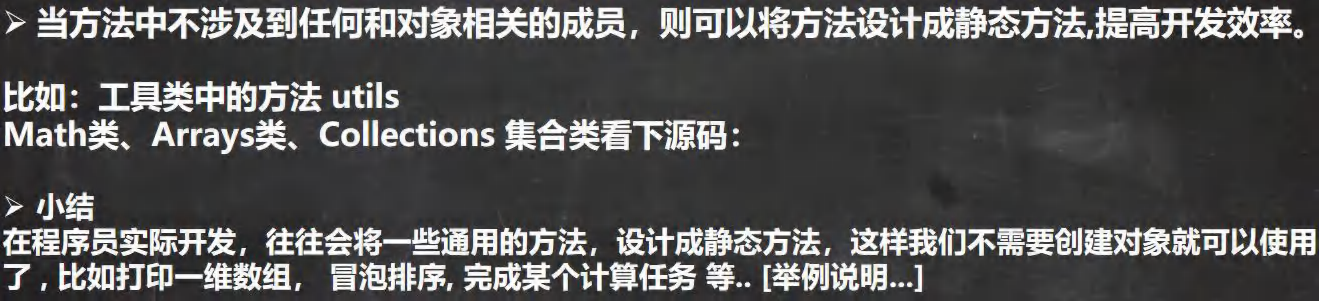 ➢ 当方法中不涉及到任何和对象相关的成员，则可以将方法设计成静态方法,提高开发效率。
比如：工具类中的方法 utils
Math类、Arrays类、Collections 集合类看下源码：
➢ 小结
在程序员实际开发，往往会将一些通用的方法，设计成静态方法，这样我们不需要创建对象就可以使用
了 , 比如打印一维数组， 冒泡排序, 完成某个计算任务 等.. [举例说明...]